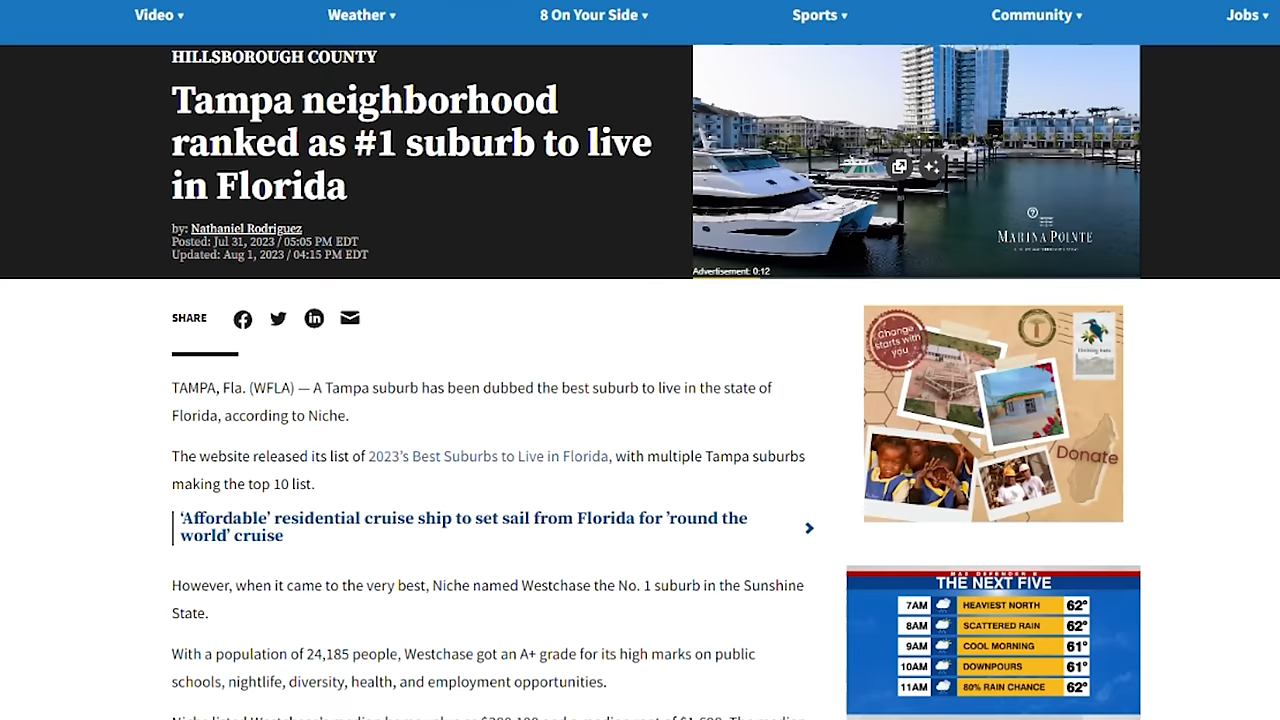 Video ▾ Weather ▾ 8 On Your Side ▾ Sports ▾ Community ▾ Jobs ▾
HILLSBOROUGH COUNTY
Tampa neighborhood
ranked as #1 suburb to live
in Florida
by: Nathaniel Rodriguez
Posted: Jul 31, 2023 / 05:05 PM EDT
Updated: Aug 1, 2023 / 04:15 PM EDT
MARINA POINTE
Advertisement: 0:12
SHARE
TAMPA, Fla. (WFLA) — A Tampa suburb has been dubbed the best suburb to live in the state of
Florida, according to Niche.
The website released its list of 2023's Best Suburbs to Live in Florida, with multiple Tampa suburbs
making the top 10 list.
'Affordable' residential cruise ship to set sail from Florida for 'round the
world' cruise
However, when it came to the very best, Niche named Westchase the No. 1 suburb in the Sunshine
State.
With a population of 24,185 people, Westchase got an A+ grade for its high marks on public
schools, nightlife, diversity, health, and employment opportunities.
Change
starts with
you
Donate
MAX DEFENDER 8
THE NEXT FIVE
7AM HEAVIEST NORTH 62°
8AM SCATTERED RAIN 62°
9AM COOL MORNING 61°
10AM DOWNPOURS 61°
11AM 80% RAIN CHANCE 62°